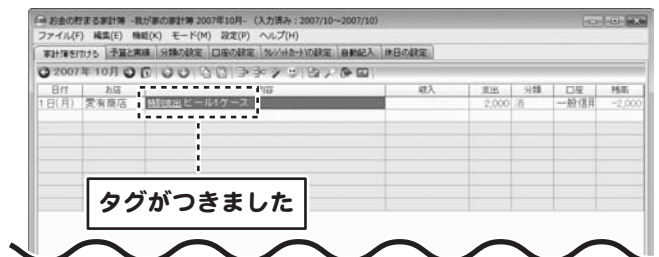 お金の貯まる家計簿 -我が家の家計簿 2007年10月- (入力済み：2007/10～2007/10)
ファイル(F) 編集(E) 機能(K) モード(M) 設定(P) ヘルプ(H)
家計簿を付ける 予算と実績 分類の設定 口座の設定 クレジットカードの設定 自動記入 休日の設定
2007年10月
日付 お店 内容 収入 支出 分類 口座 残高
1日(月) 愛有商店 特別支出 ビール1ケース 2,000 酒 一般信用 -2,000
タグがつきました